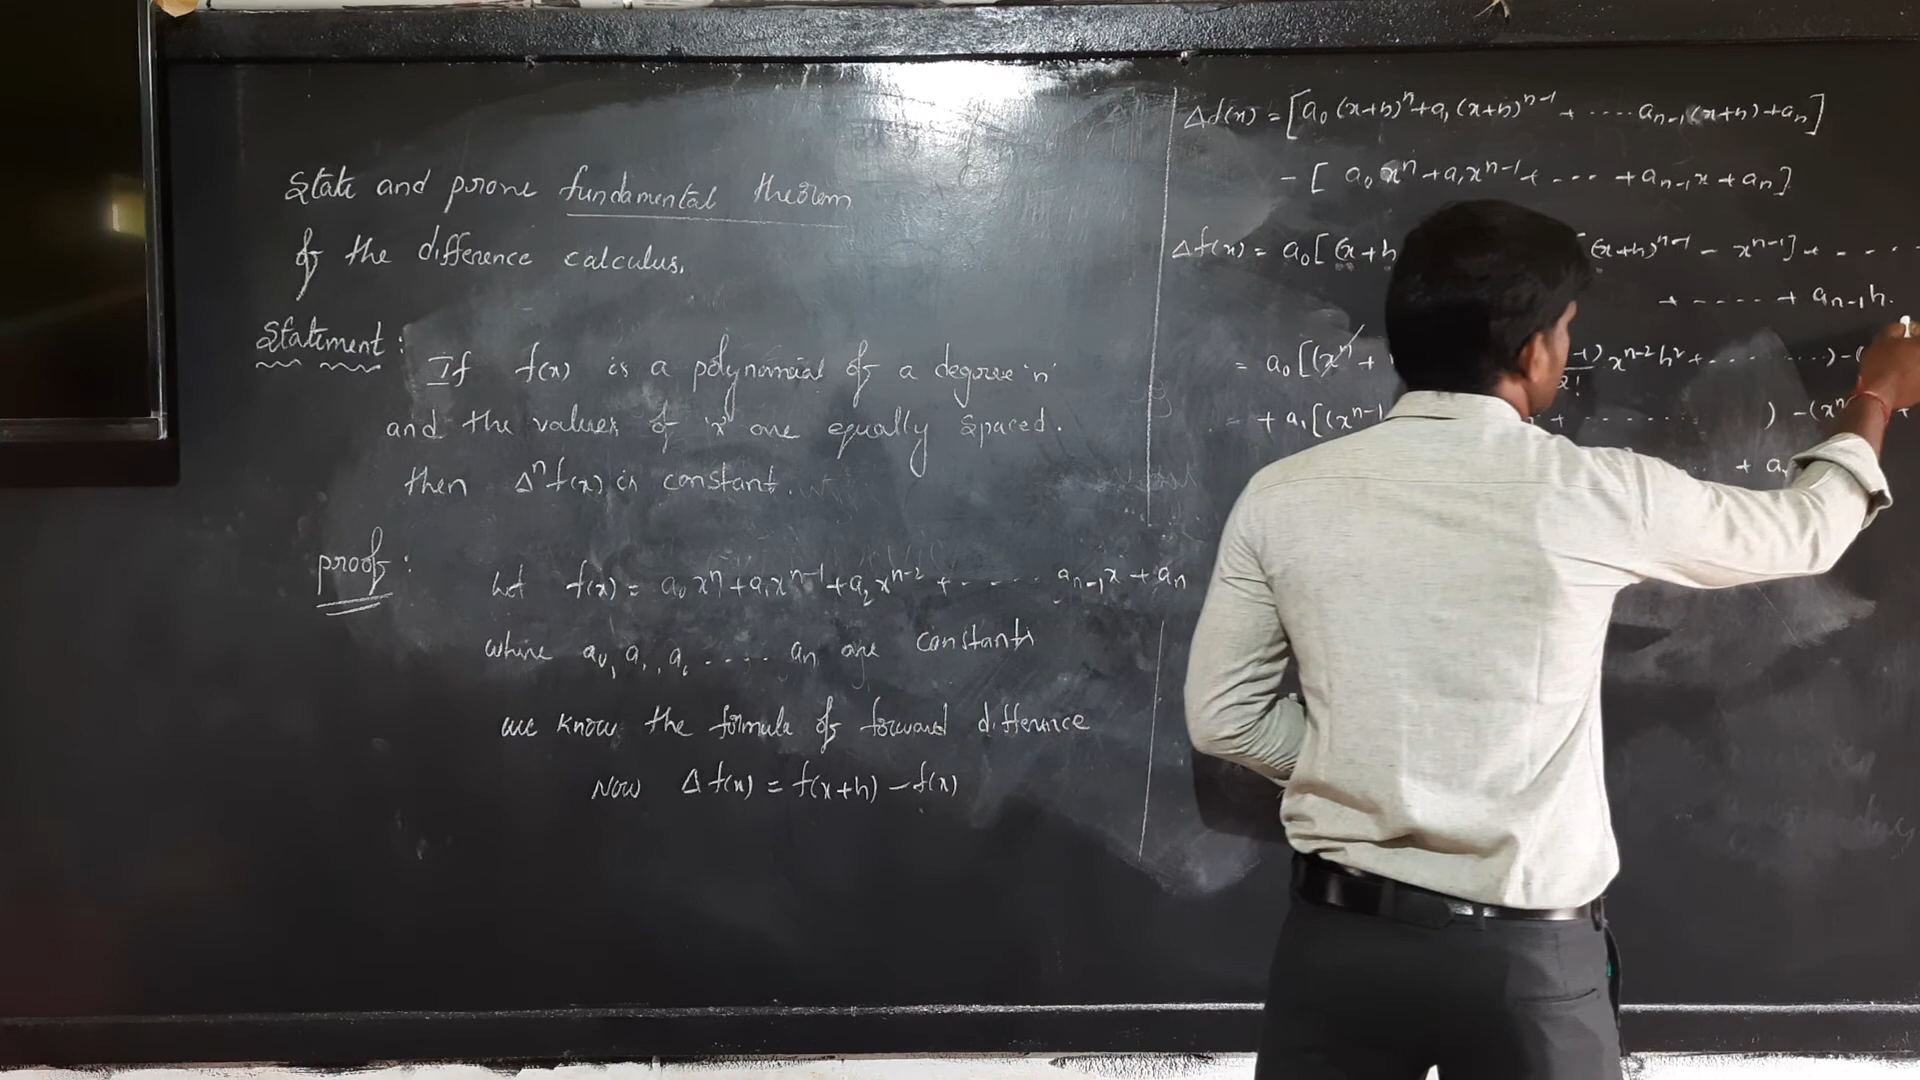 State and prove fundamental theorem
of the difference calculus.
Statement :
If f(x) is a polynomial of a degree 'n'
and the values of 'x' are equally spaced.
then Δⁿf(x) is constant.
proof :
Let f(x) = a₀xⁿ + a₁xⁿ⁻¹ + a₂xⁿ⁻² + ..... aₙ₋₁x + aₙ
where a₀, a₁, a₂ ..... aₙ are constants
we know the formula of forward difference
Now Δf(x) = f(x+h) − f(x)
Δf(x) = [a₀(x+h)ⁿ + a₁(x+h)ⁿ⁻¹ + ..... aₙ₋₁(x+h) + aₙ]
− [a₀xⁿ + a₁xⁿ⁻¹ + ... + aₙ₋₁x + aₙ]
Δf(x) = a₀[(x+h (x+h)ⁿ⁻¹ − xⁿ⁻¹] + ....
+ ..... + aₙ₋₁h.
= a₀[(xⁿ + −1) 2! xⁿ⁻²h² + ........) − (
= + a₁[(xⁿ⁻¹ + ........ ) − (xⁿ +
+ a